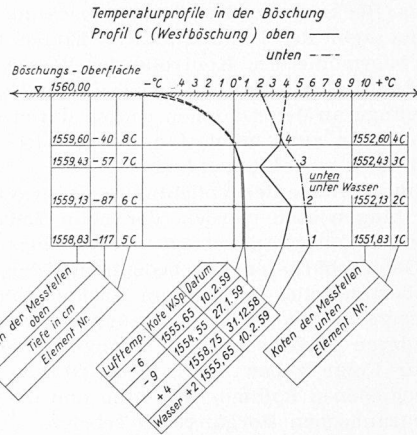 Temperaturprofile in der Böschung
Profil C (Westböschung) oben
unten
Böschungs-Oberfläche
1560,00
-°C 4 3 2 1 0° 1 2 3 4 5 6 7 8 9 10 +°C
1559,60 -40 8C
1559,43 -57 7C
1559,13 -87 6C
1558,83 -117 5C
4
3
2
1
unten
unter Wasser
1552,60 4C
1552,43 3C
1552,13 2C
1551,83 1C
der Messtellen
oben
Tiefe in cm
Element Nr.
Lufttemp. Kote WSp Datum
-6 1555,65 10.2.59
-9 1554,55 27.1.59
+4 1558,75 31.12.58
Wasser +2 1555,65 10.2.59
Koten der Messtellen
unten
Element Nr.